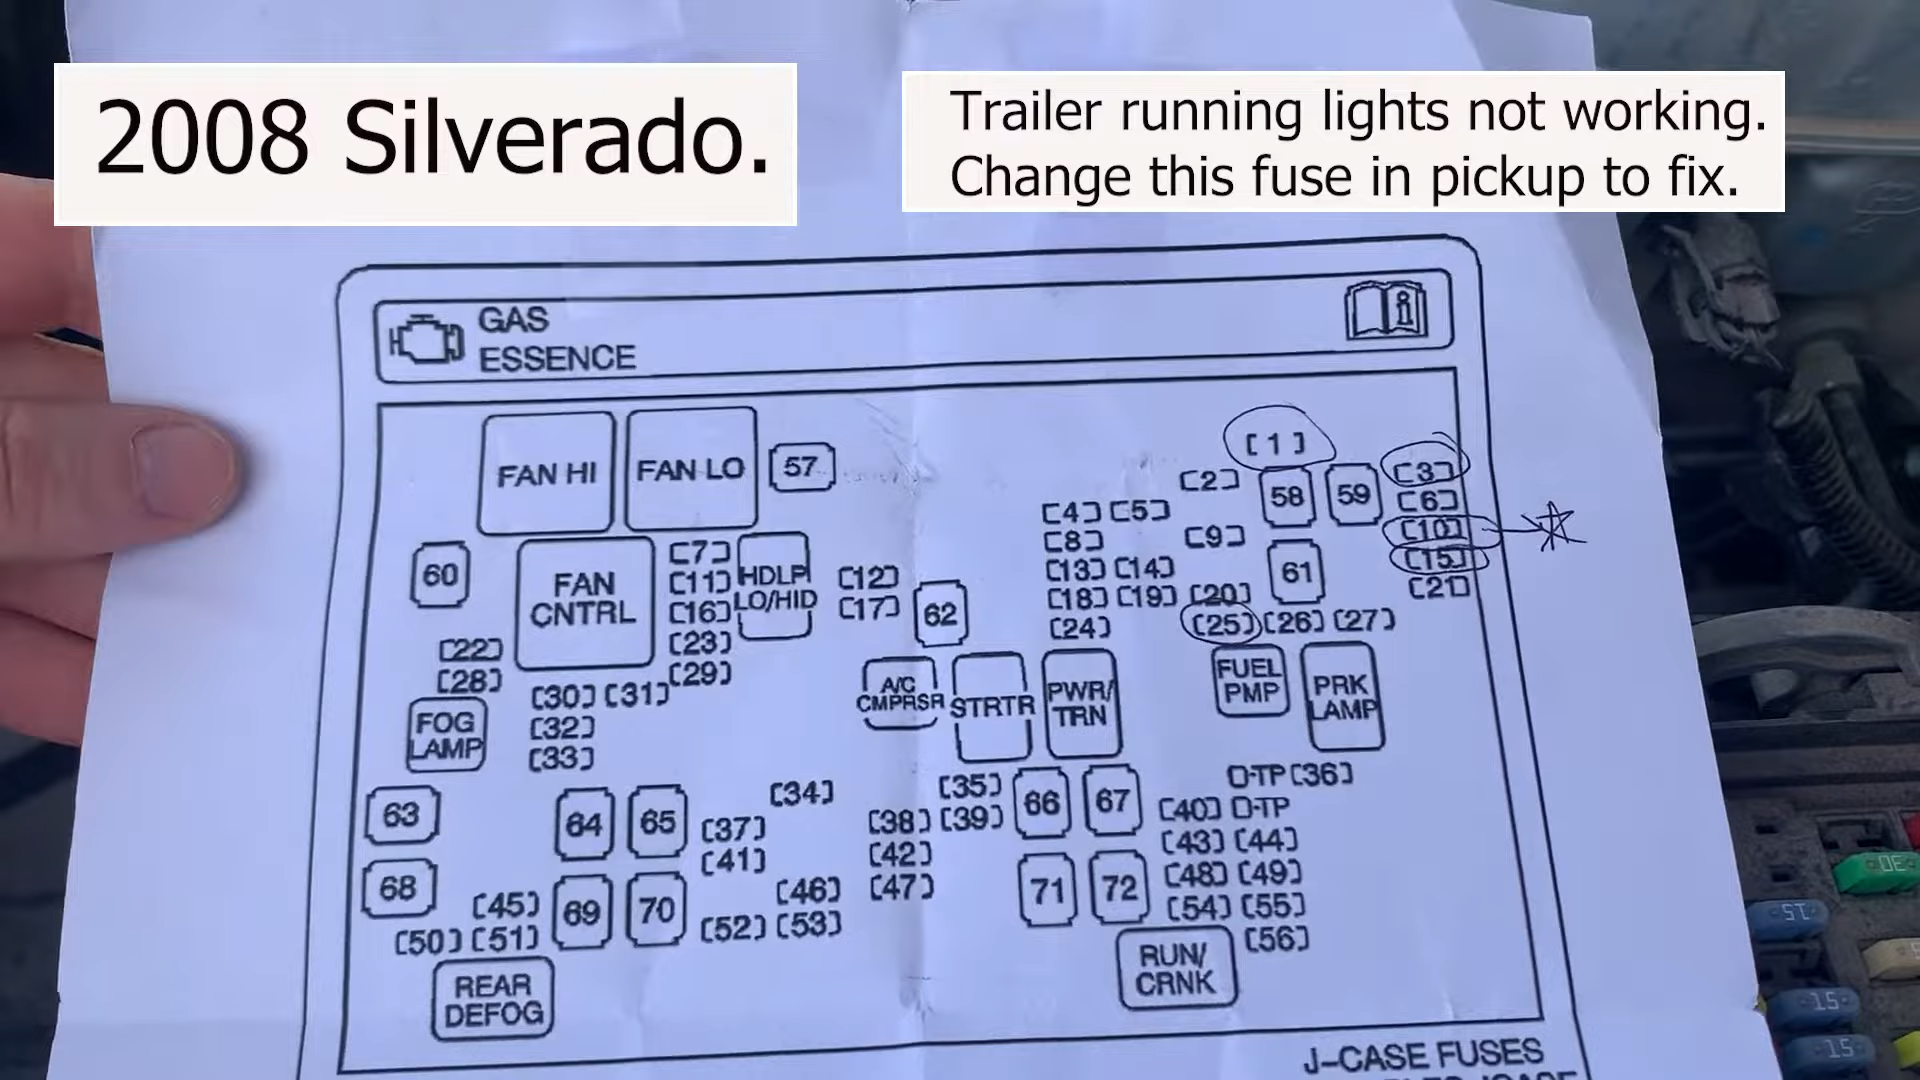 2008 Silverado.
Trailer running lights not working.
Change this fuse in pickup to fix.
GAS
ESSENCE
FAN HI
FAN LO
57
[1]
[2]
58
59
[3]
[4] [5]
[6]
[8]
[9]
[10]
60
FAN
CNTRL
[7]
[11]
[16]
[23]
[29]
HDLP
LO/HID
[12]
[17]
62
[13] [14]
61
[15]
[18] [19] [20]
[21]
[24]
[25] [26] [27]
[22]
[28]
FOG
LAMP
[30] [31]
[32]
[33]
A/C
CMPRSR
STRTR
PWR/
TRN
FUEL
PMP
PRK
LAMP
63
64
65
[34]
[37]
[41]
[35]
[38] [39]
[42]
[47]
66
67
TP [36]
[40] TP
[43] [44]
[48] [49]
[54] [55]
[56]
68
[45]
[50] [51]
69
70
[46]
[52] [53]
71
72
REAR
DEFOG
RUN/
CRNK
J-CASE FUSES
30
15
15
15